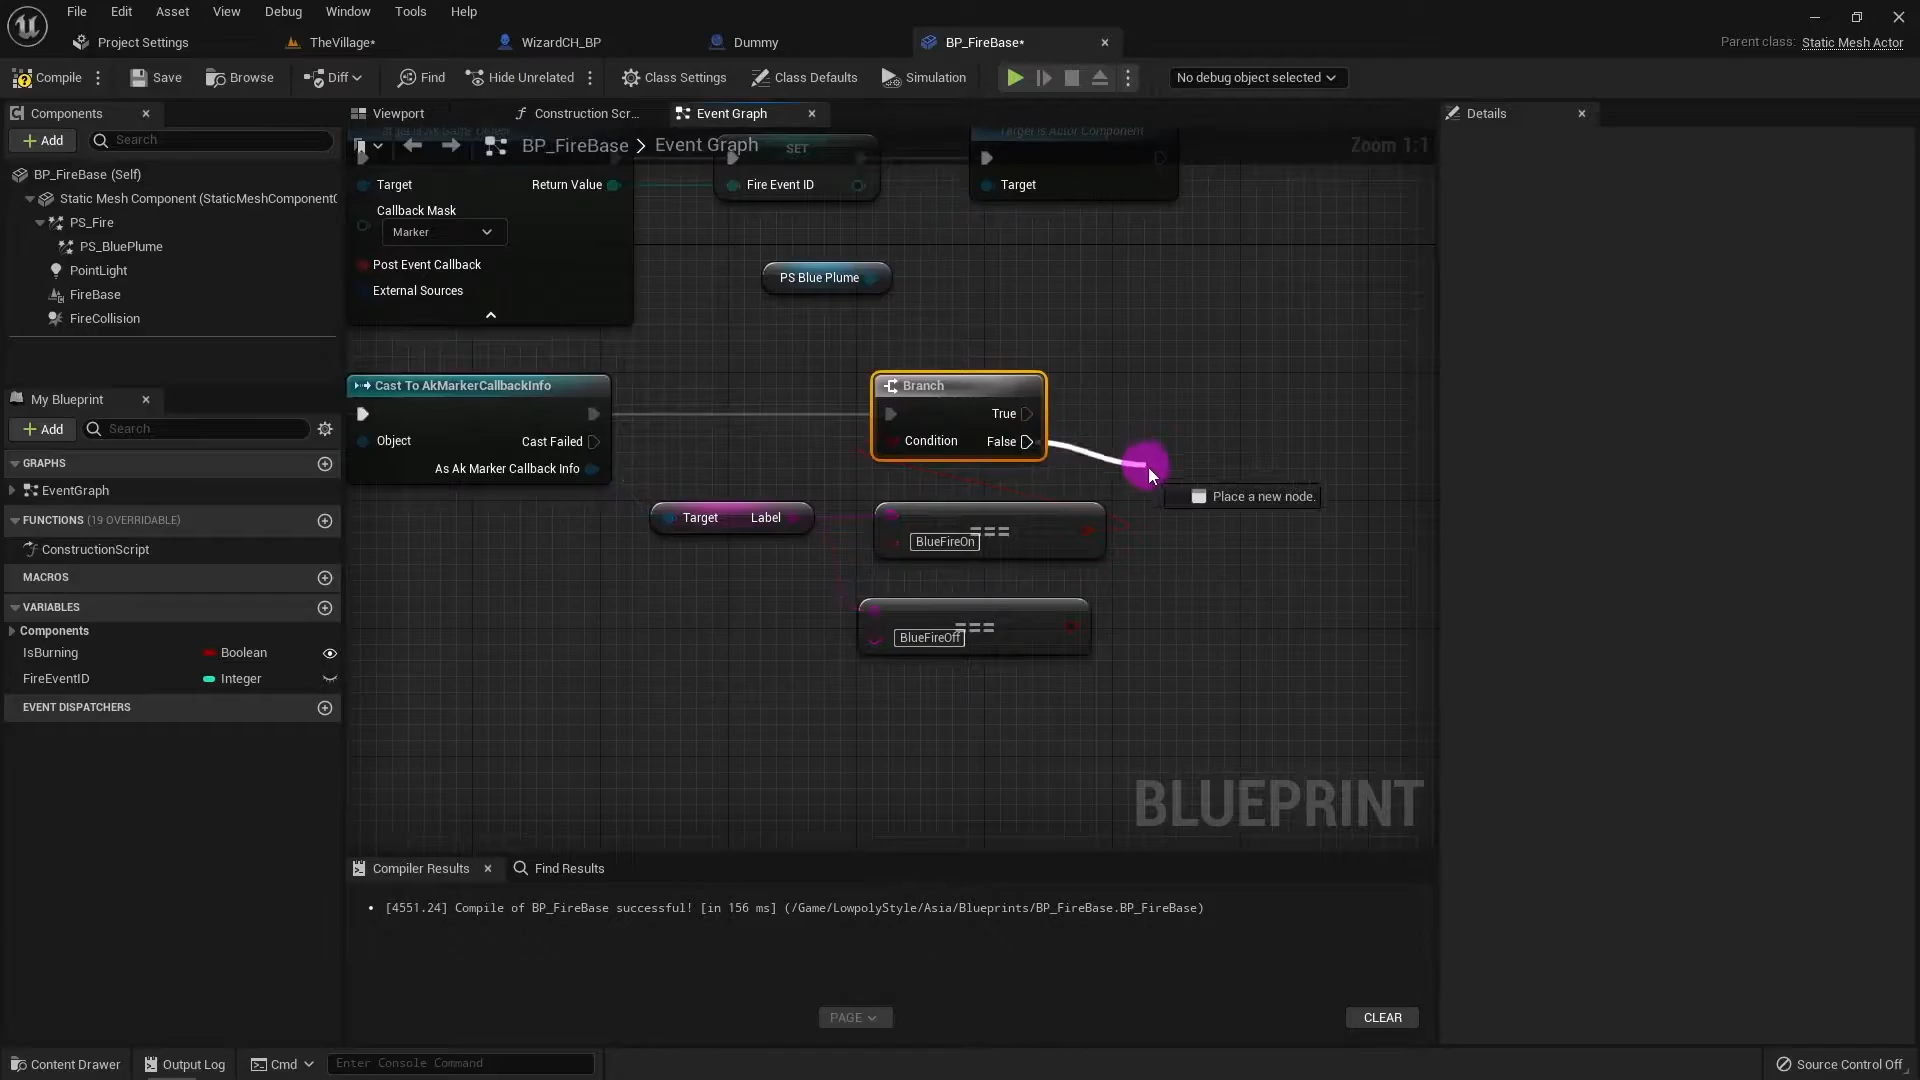 File Edit Asset View Debug Window Tools Help
Project Settings TheVillage* WizardCH_BP Dummy BP_FireBase*
Parent class: Static Mesh Actor
Compile Save Browse Diff Find Hide Unrelated Class Settings Class Defaults Simulation No debug object selected
Components
Add Search
BP_FireBase (Self)
Static Mesh Component (StaticMeshComponent
PS_Fire
PS_BluePlume
PointLight
FireBase
FireCollision
My Blueprint
Add Search
GRAPHS
EventGraph
FUNCTIONS (19 OVERRIDABLE)
ConstructionScript
MACROS
VARIABLES
Components
IsBurning Boolean
FireEventID Integer
EVENT DISPATCHERS
Viewport Construction Scr... Event Graph
BP_FireBase > Event Graph
Zoom 1:1
Target is Actor Component
SET
Target Return Value
Callback Mask
Marker
Post Event Callback
External Sources
Fire Event ID
Target
PS Blue Plume
Cast To AkMarkerCallbackInfo
Object Cast Failed
As Ak Marker Callback Info
Branch
True
Condition False
Place a new node.
Target Label
===
BlueFireOn
===
BlueFireOff
BLUEPRINT
Compiler Results Find Results
• [4551.24] Compile of BP_FireBase successful! [in 156 ms] (/Game/LowpolyStyle/Asia/Blueprints/BP_FireBase.BP_FireBase)
PAGE CLEAR
Details
Content Drawer Output Log Cmd Enter Console Command
Source Control Off